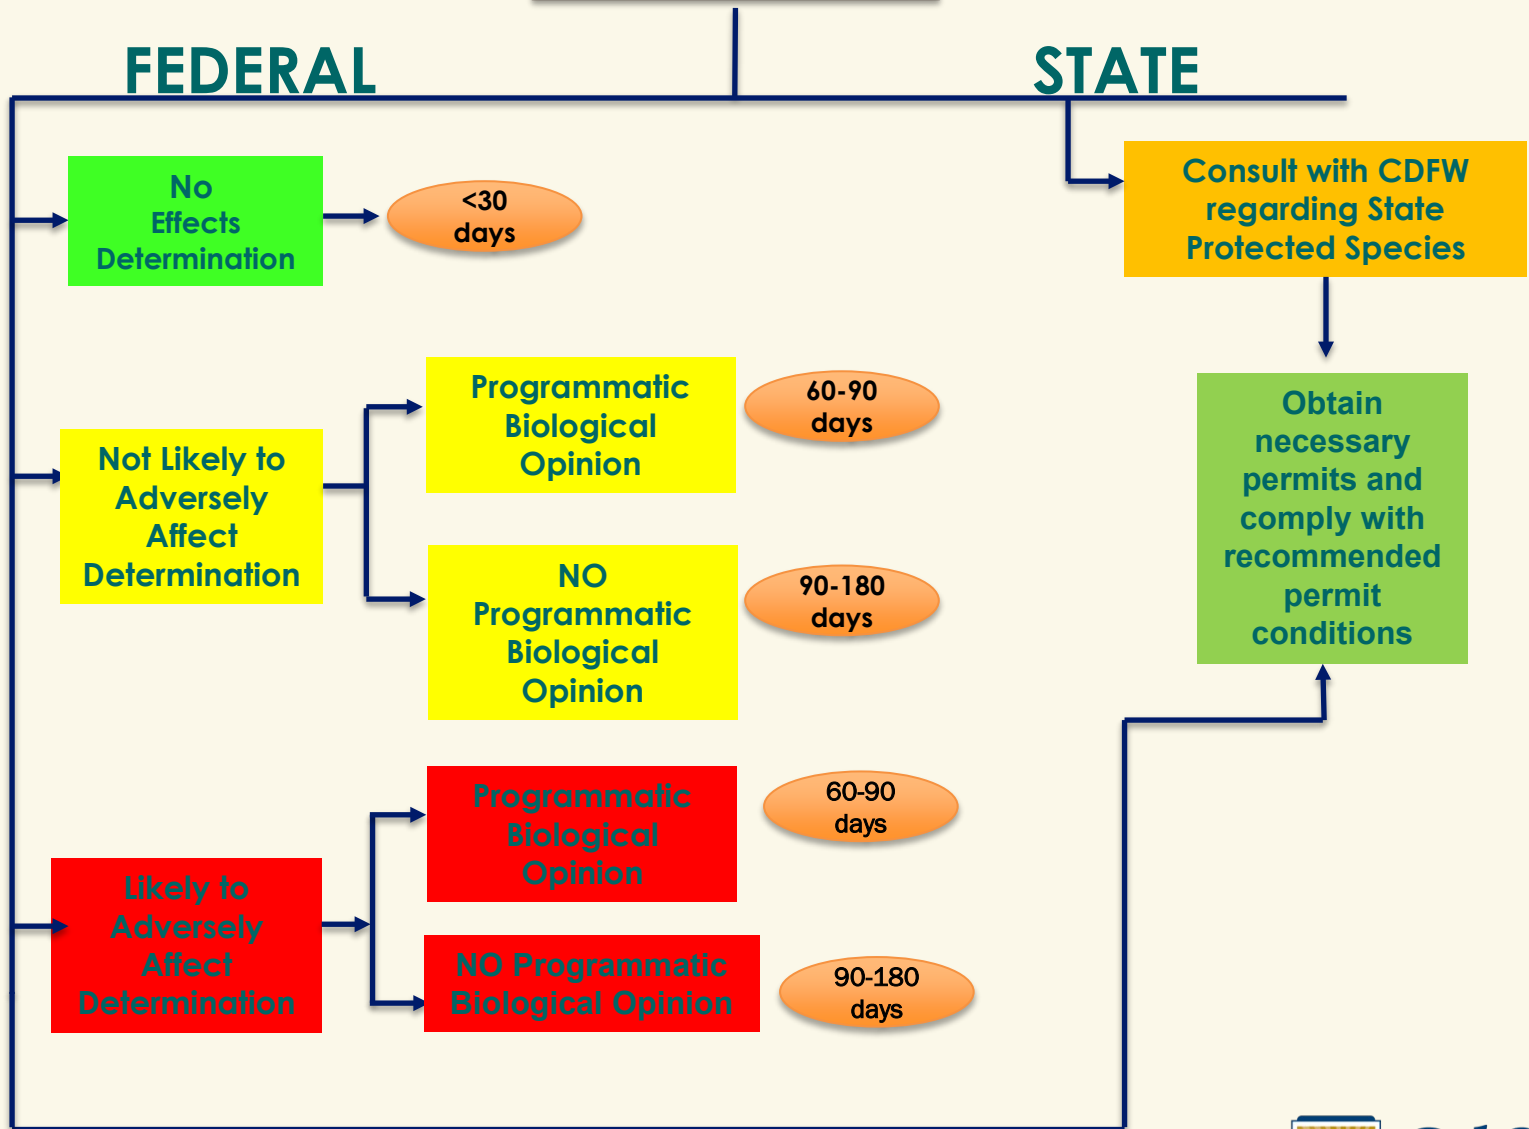 FEDERAL
STATE
No
Effects
Determination
<30
days
Consult with CDFW
regarding State
Protected Species
Not Likely to
Adversely
Affect
Determination
Programmatic
Biological
Opinion
60-90
days
NO
Programmatic
Biological
Opinion
90-180
days
Obtain
necessary
permits and
comply with
recommended
permit
conditions
Likely to
Adversely
Affect
Determination
Programmatic
Biological
Opinion
60-90
days
NO Programmatic
Biological Opinion
90-180
days